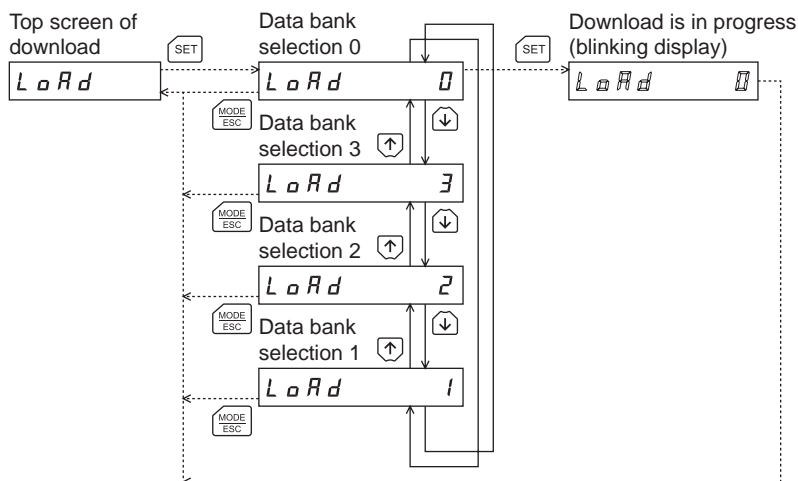 Top screen of
download
SET
LoAd
Data bank
selection 0
LoAd 0
SET
Download is in progress
(blinking display)
LoAd 0
MODE
ESC
Data bank
selection 3
LoAd 3
MODE
ESC
Data bank
selection 2
LoAd 2
MODE
ESC
Data bank
selection 1
LoAd 1
MODE
ESC